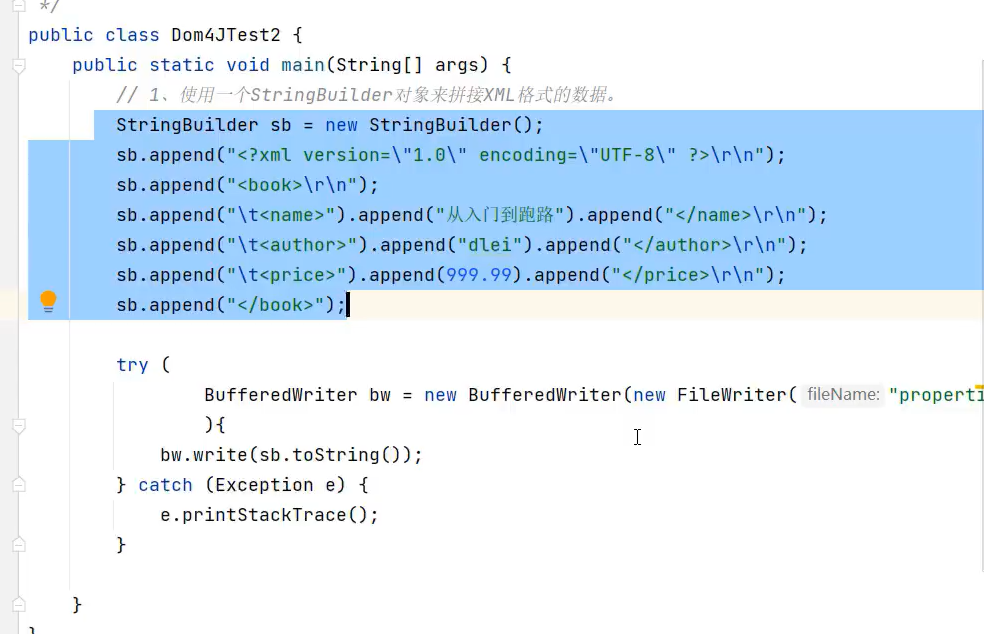 */
public class Dom4JTest2 {
public static void main(String[] args) {
// 1、使用一个StringBuilder对象来拼接XML格式的数据。
StringBuilder sb = new StringBuilder();
sb.append("<?xml version=\"1.0\" encoding=\"UTF-8\" ?>\r\n");
sb.append("<book>\r\n");
sb.append("\t<name>").append("从入门到跑路").append("</name>\r\n");
sb.append("\t<author>").append("dlei").append("</author>\r\n");
sb.append("\t<price>").append(999.99).append("</price>\r\n");
sb.append("</book>");
try (
BufferedWriter bw = new BufferedWriter(new FileWriter( fileName: "properti
){
bw.write(sb.toString());
} catch (Exception e) {
e.printStackTrace();
}
}
}